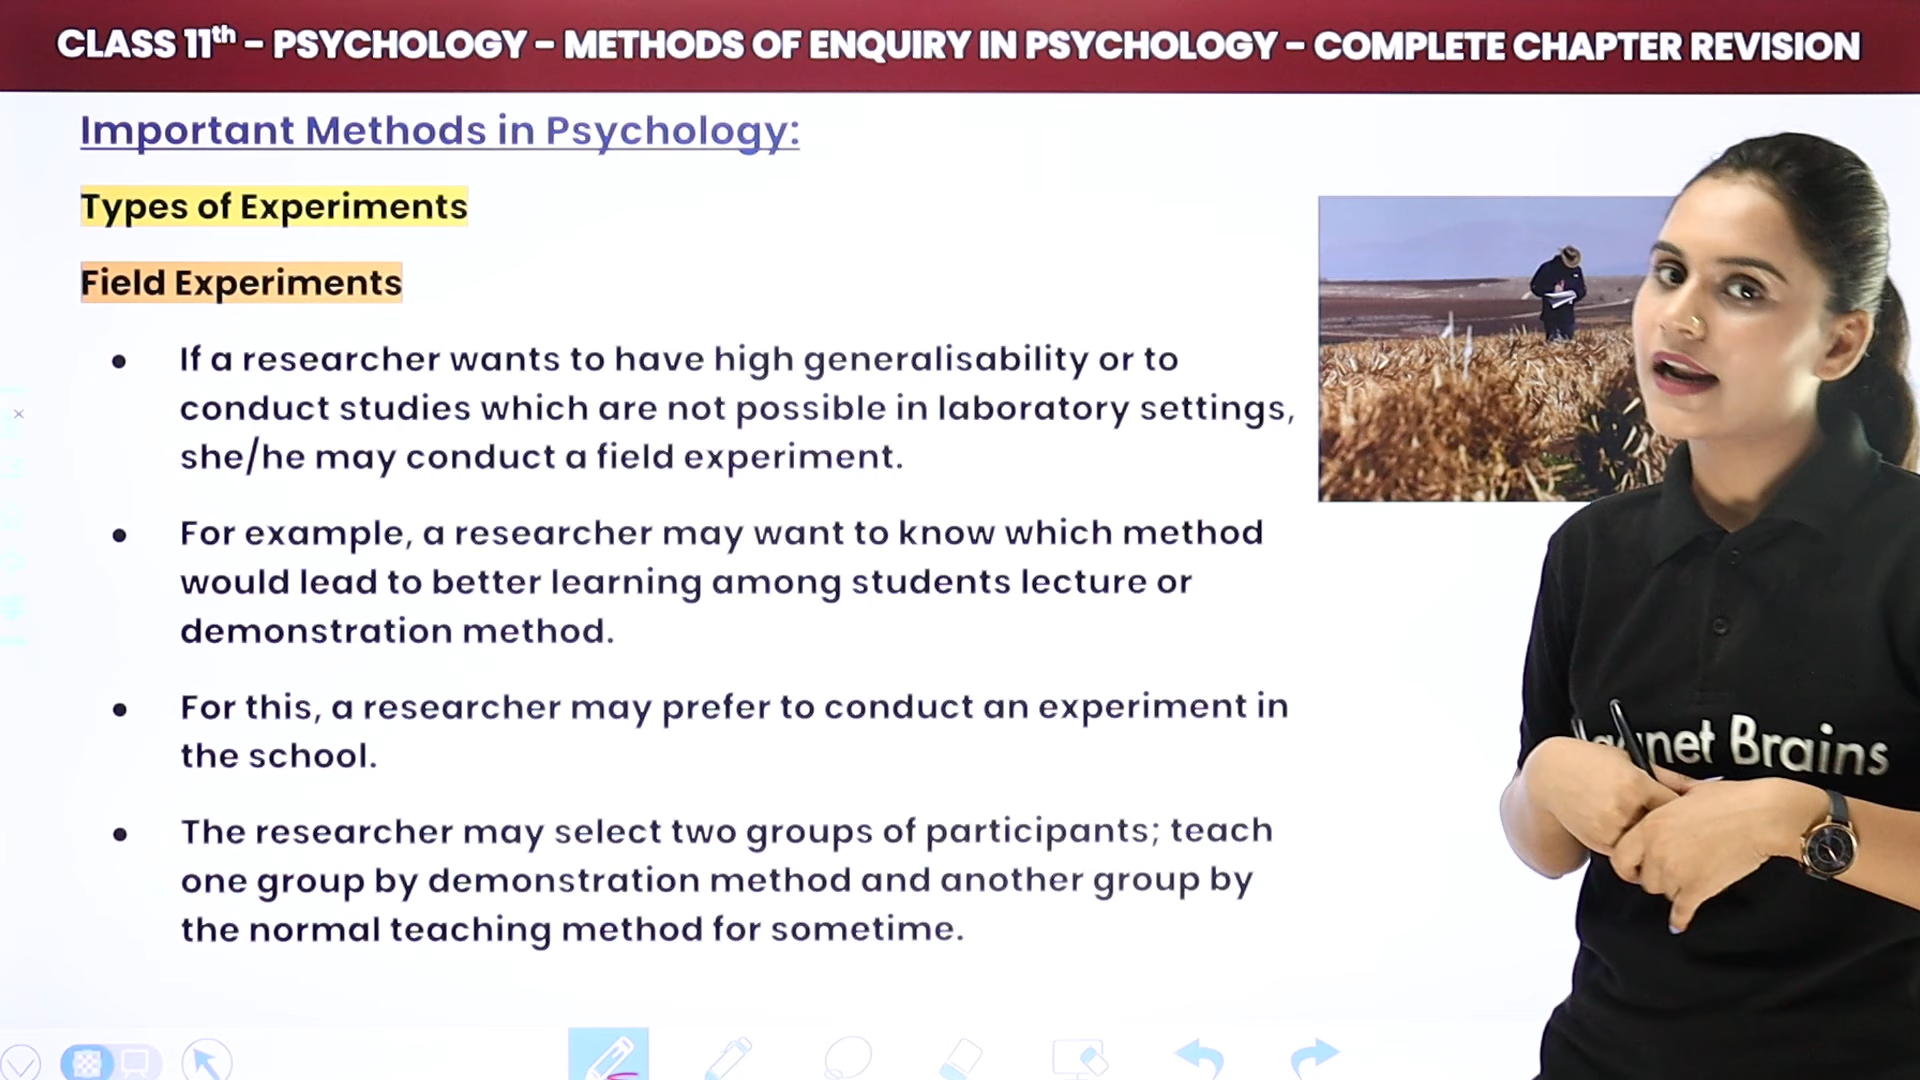 CLASS 11th – PSYCHOLOGY – METHODS OF ENQUIRY IN PSYCHOLOGY – COMPLETE CHAPTER REVISION
Important Methods in Psychology:
Types of Experiments
Field Experiments
• If a researcher wants to have high generalisability or to
conduct studies which are not possible in laboratory settings,
she/he may conduct a field experiment.
• For example, a researcher may want to know which method
would lead to better learning among students lecture or
demonstration method.
• For this, a researcher may prefer to conduct an experiment in
the school.
• The researcher may select two groups of participants; teach
one group by demonstration method and another group by
the normal teaching method for sometime.
Brains